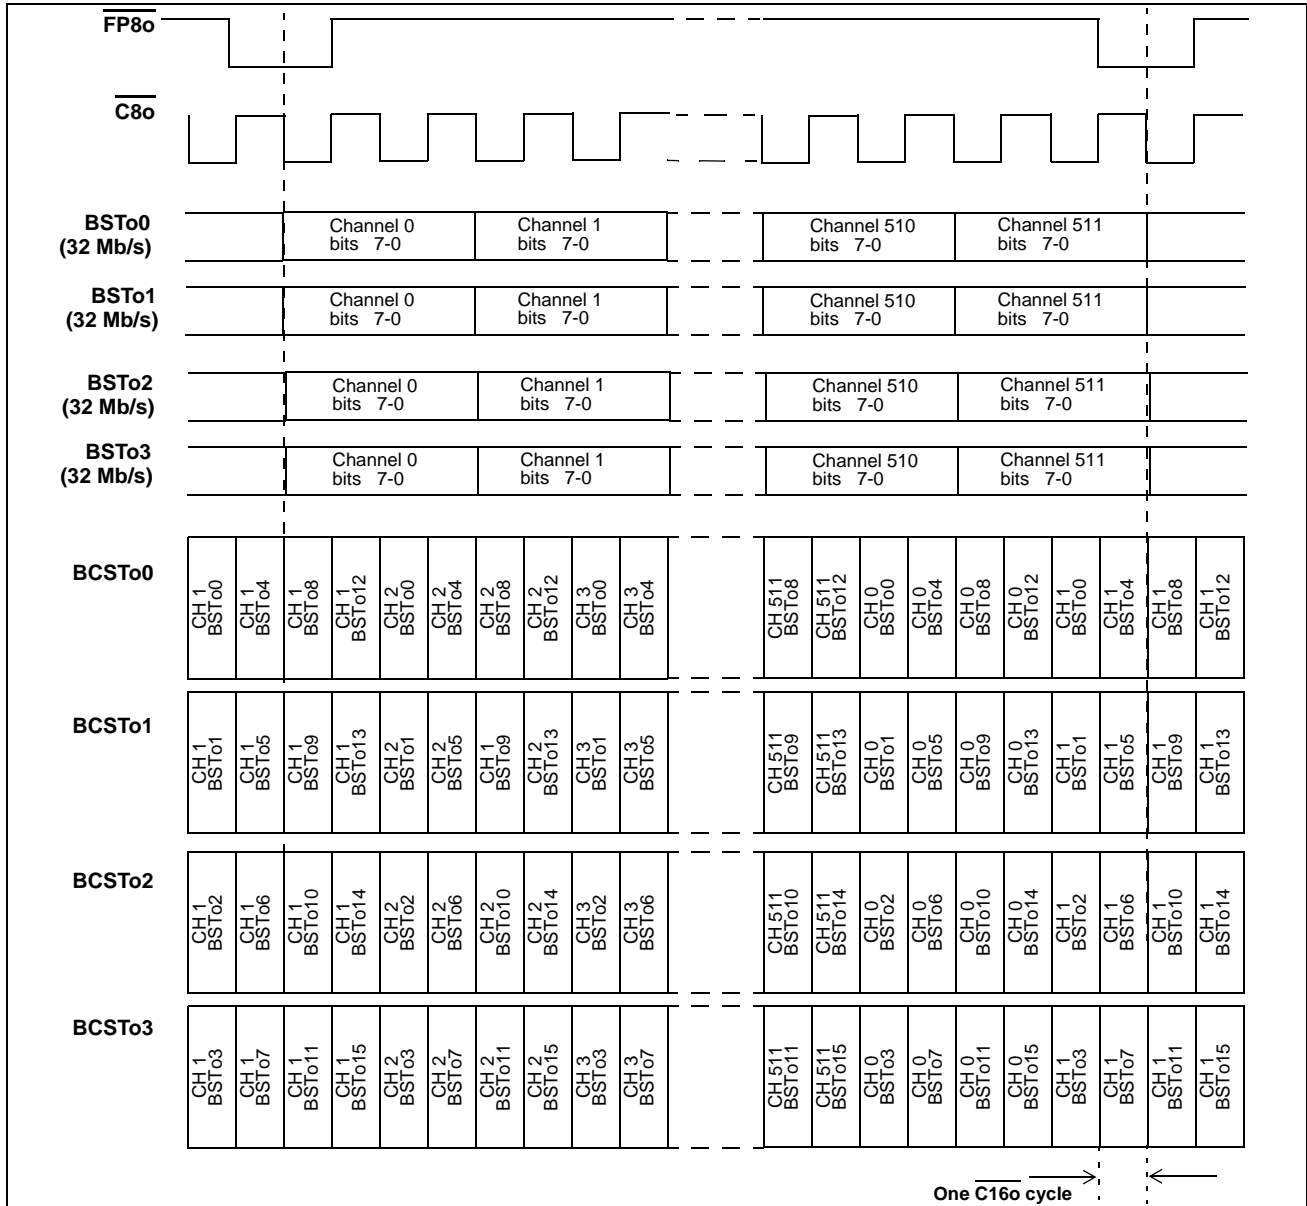 FP8o
C8o
BSTo0
(32 Mb/s)
Channel 0
bits 7-0
Channel 1
bits 7-0
Channel 510
bits 7-0
Channel 511
bits 7-0
BSTo1
(32 Mb/s)
Channel 0
bits 7-0
Channel 1
bits 7-0
Channel 510
bits 7-0
Channel 511
bits 7-0
BSTo2
(32 Mb/s)
Channel 0
bits 7-0
Channel 1
bits 7-0
Channel 510
bits 7-0
Channel 511
bits 7-0
BSTo3
(32 Mb/s)
Channel 0
bits 7-0
Channel 1
bits 7-0
Channel 510
bits 7-0
Channel 511
bits 7-0
BCSTo0
CH 1
BSTo0
CH 1
BSTo4
CH 1
BSTo8
CH 1
BSTo12
CH 2
BSTo0
CH 2
BSTo4
CH 2
BSTo8
CH 2
BSTo12
CH 3
BSTo0
CH 3
BSTo4
CH 511
BSTo8
CH 511
BSTo12
CH 0
BSTo0
CH 0
BSTo4
CH 0
BSTo8
CH 0
BSTo12
CH 1
BSTo0
CH 1
BSTo4
CH 1
BSTo8
CH 1
BSTo12
BCSTo1
CH 1
BSTo1
CH 1
BSTo5
CH 1
BSTo9
CH 1
BSTo13
CH 2
BSTo1
CH 2
BSTo5
CH 1
BSTo9
CH 2
BSTo13
CH 3
BSTo1
CH 3
BSTo5
CH 511
BSTo9
CH 511
BSTo13
CH 0
BSTo1
CH 0
BSTo5
CH 0
BSTo9
CH 0
BSTo13
CH 1
BSTo1
CH 1
BSTo5
CH 1
BSTo9
CH 1
BSTo13
BCSTo2
CH 1
BSTo2
CH 1
BSTo6
CH 1
BSTo10
CH 1
BSTo14
CH 2
BSTo2
CH 2
BSTo6
CH 2
BSTo10
CH 2
BSTo14
CH 3
BSTo2
CH 3
BSTo6
CH 511
BSTo10
CH 511
BSTo14
CH 0
BSTo2
CH 0
BSTo6
CH 0
BSTo10
CH 0
BSTo14
CH 1
BSTo2
CH 1
BSTo6
CH 1
BSTo10
CH 1
BSTo14
BCSTo3
CH 1
BSTo3
CH 1
BSTo7
CH 1
BSTo11
CH 1
BSTo15
CH 2
BSTo3
CH 2
BSTo7
CH 2
BSTo11
CH 2
BSTo15
CH 3
BSTo3
CH 3
BSTo7
CH 511
BSTo11
CH 511
BSTo15
CH 0
BSTo3
CH 0
BSTo7
CH 0
BSTo11
CH 0
BSTo15
CH 1
BSTo3
CH 1
BSTo7
CH 1
BSTo11
CH 1
BSTo15
One C16o cycle